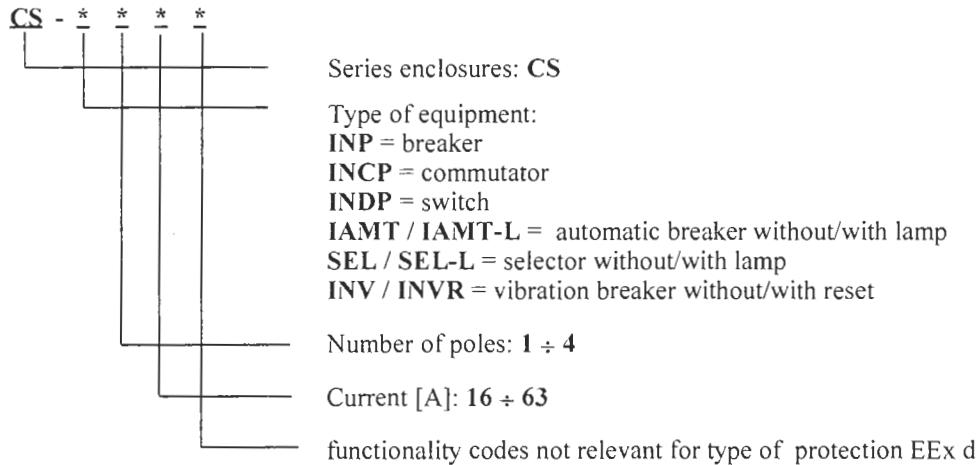 CS - * * * *
Series enclosures: CS
Type of equipment:
INP = breaker
INCP = commutator
INDP = switch
IAMT / IAMT-L = automatic breaker without/with lamp
SEL / SEL-L = selector without/with lamp
INV / INVR = vibration breaker without/with reset
Number of poles: 1 ÷ 4
Current [A]: 16 ÷ 63
functionality codes not relevant for type of protection EEx d